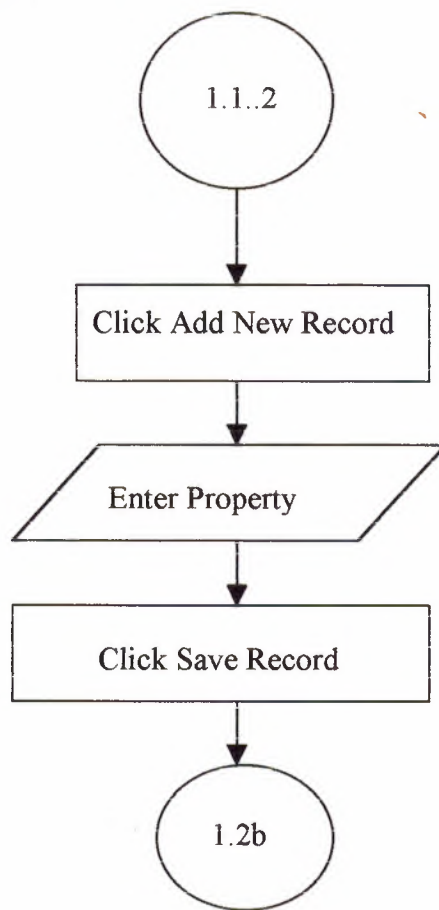 1.1..2
Click Add New Record
Enter Property
Click Save Record
1.2b